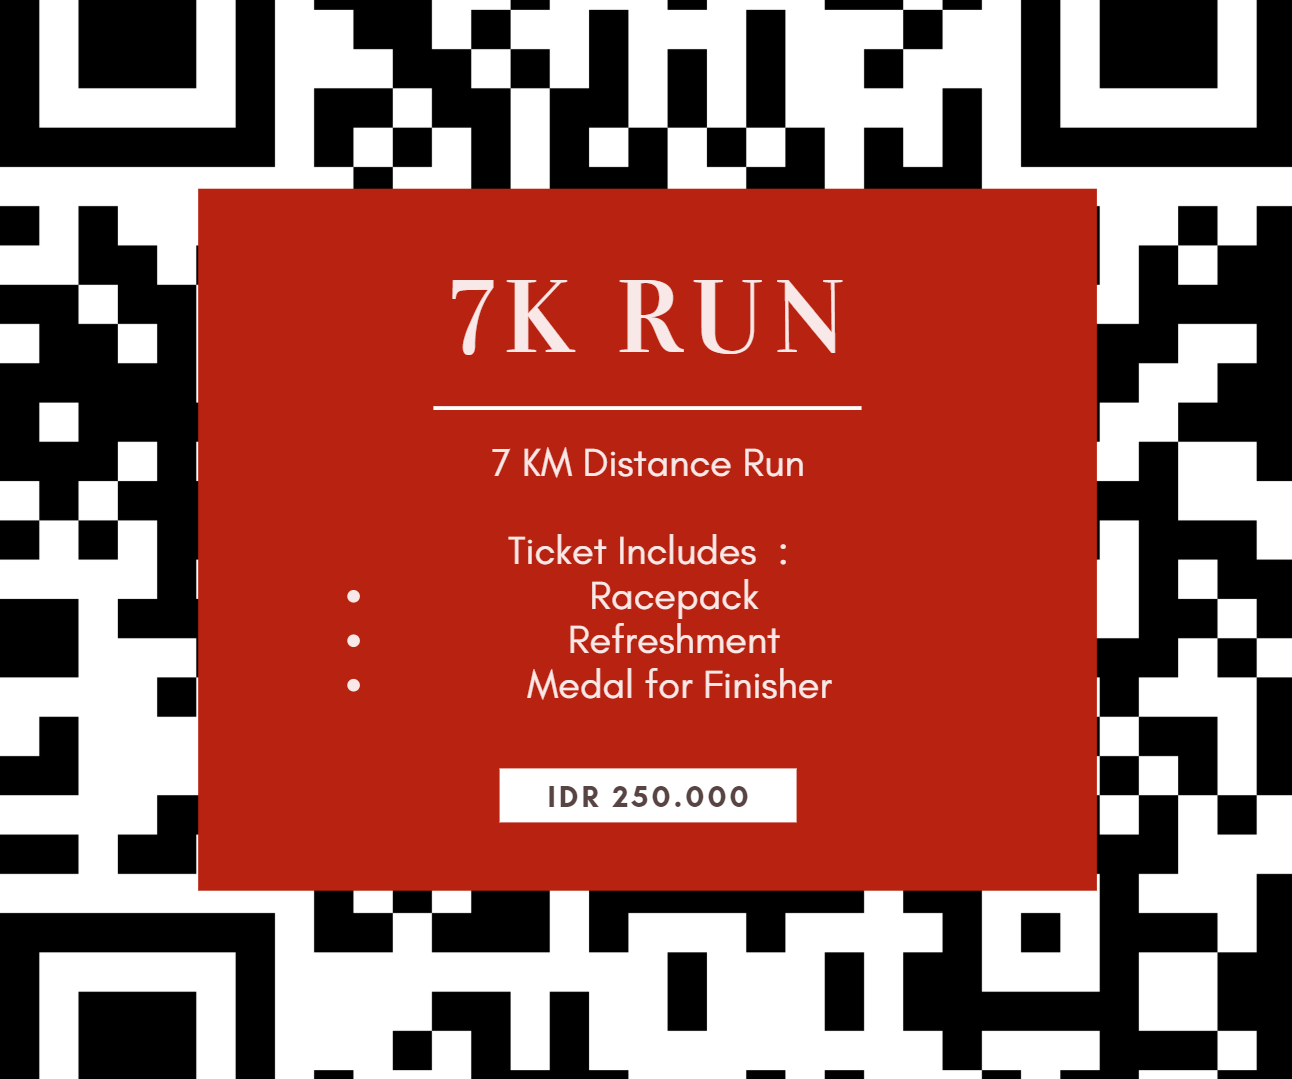 7K RUN
7 KM Distance Run
Ticket Includes :
• Racepack
• Refreshment
• Medal for Finisher
IDR 250.000